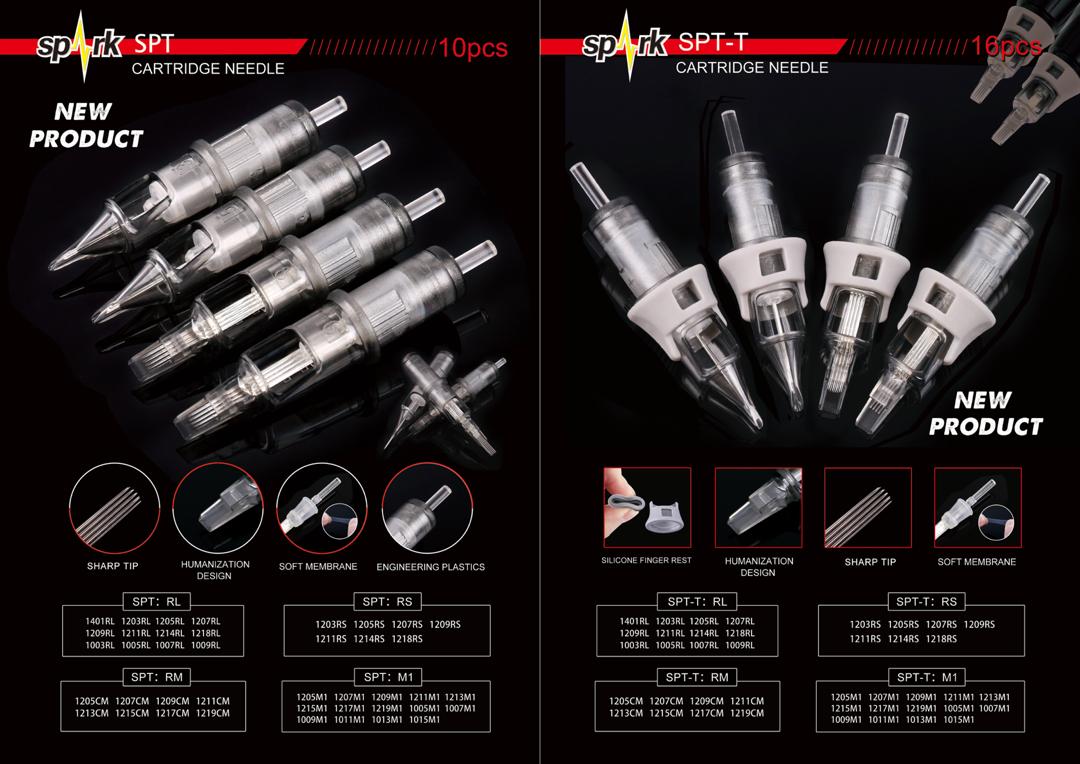 spark SPT
10pcs
CARTRIDGE NEEDLE
NEW
PRODUCT
SHARP TIP
HUMANIZATION
DESIGN
SOFT MEMBRANE
ENGINEERING PLASTICS
SPT: RL
1401RL 1203RL 1205RL 1207RL
1209RL 1211RL 1214RL 1218RL
1003RL 1005RL 1007RL 1009RL
SPT: RS
1203RS 1205RS 1207RS 1209RS
1211RS 1214RS 1218RS
SPT: RM
1205CM 1207CM 1209CM 1211CM
1213CM 1215CM 1217CM 1219CM
SPT: M1
1205M1 1207M1 1209M1 1211M1 1213M1
1215M1 1217M1 1219M1 1005M1 1007M1
1009M1 1011M1 1013M1 1015M1
spark SPT-T
16pcs
CARTRIDGE NEEDLE
NEW
PRODUCT
SILICONE FINGER REST
HUMANIZATION
DESIGN
SHARP TIP
SOFT MEMBRANE
SPT-T: RL
1401RL 1203RL 1205RL 1207RL
1209RL 1211RL 1214RL 1218RL
1003RL 1005RL 1007RL 1009RL
SPT-T: RS
1203RS 1205RS 1207RS 1209RS
1211RS 1214RS 1218RS
SPT-T: RM
1205CM 1207CM 1209CM 1211CM
1213CM 1215CM 1217CM 1219CM
SPT-T: M1
1205M1 1207M1 1209M1 1211M1 1213M1
1215M1 1217M1 1219M1 1005M1 1007M1
1009M1 1011M1 1013M1 1015M1